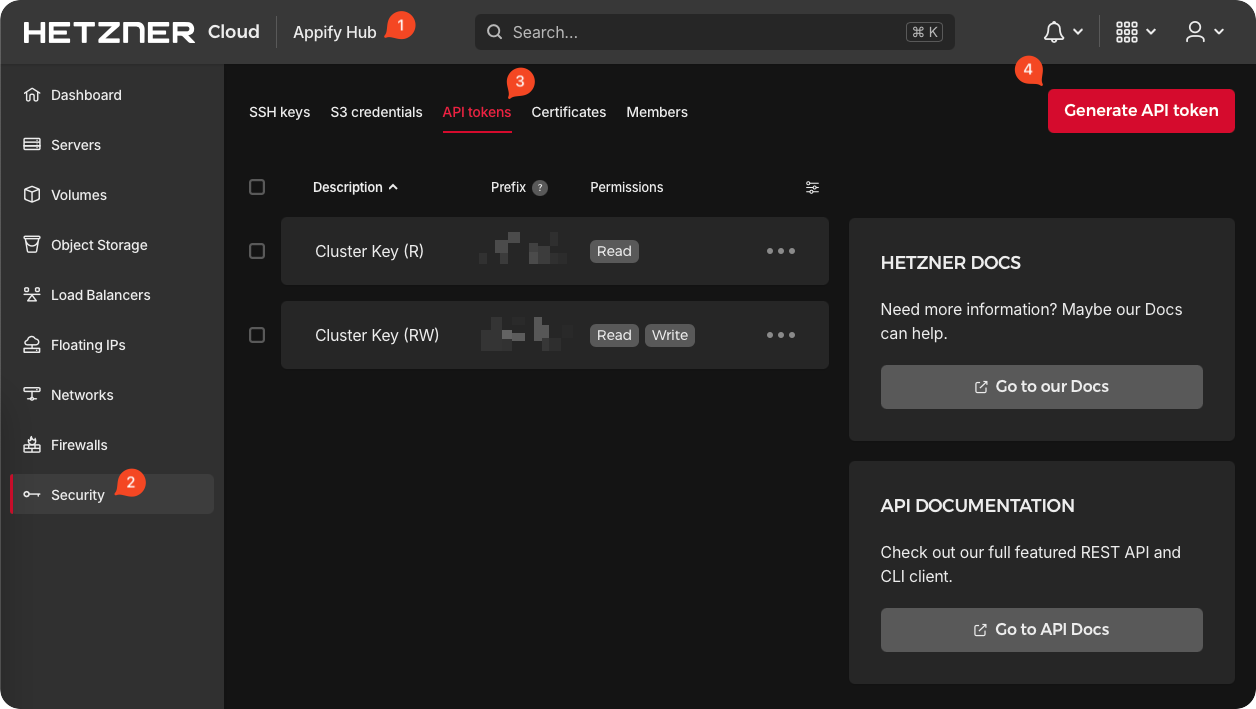 HETZNER Cloud Appify Hub 1 Search... ⌘ K
4
Dashboard
Servers
Volumes
Object Storage
Load Balancers
Floating IPs
Networks
Firewalls
Security 2
3
SSH keys S3 credentials API tokens Certificates Members
Generate API token
Description Prefix ? Permissions
Cluster Key (R) Read
Cluster Key (RW) Read Write
HETZNER DOCS
Need more information? Maybe our Docs
can help.
Go to our Docs
API DOCUMENTATION
Check out our full featured REST API and
CLI client.
Go to API Docs